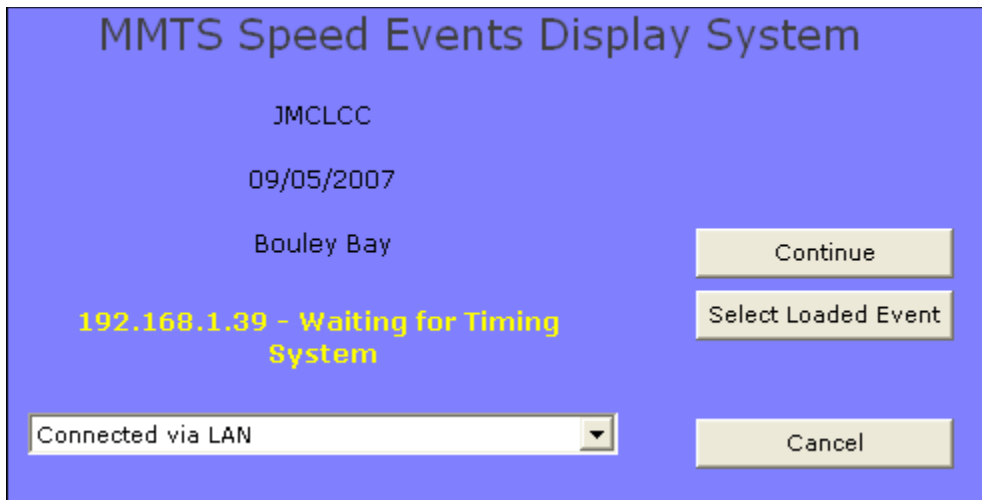 MMTS Speed Events Display System
JMCLCC
09/05/2007
Bouley Bay
Continue
192.168.1.39 - Waiting for Timing
System
Select Loaded Event
Connected via LAN
Cancel